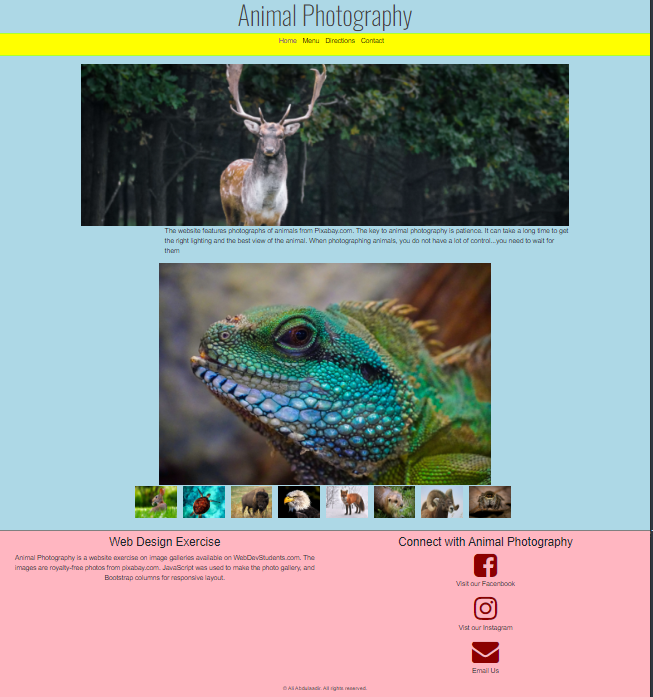 Animal Photography
Home Menu Directions Contact
The website features photographs of animals from Pixabay.com. The key to animal photography is patience. It can take a long time to get
the right lighting and the best view of the animal. When photographing animals, you do not have a lot of control...you need to wait for
them
Web Design Exercise
Animal Photography is a website exercise on image galleries available on WebDevStudents.com. The
images are royalty-free photos from pixabay.com. JavaScript was used to make the photo gallery, and
Bootstrap columns for responsive layout.
Connect with Animal Photography
Visit our Facenbook
Vist our Instagram
Email Us
© Ali Abdulaadir. All rights reserved.